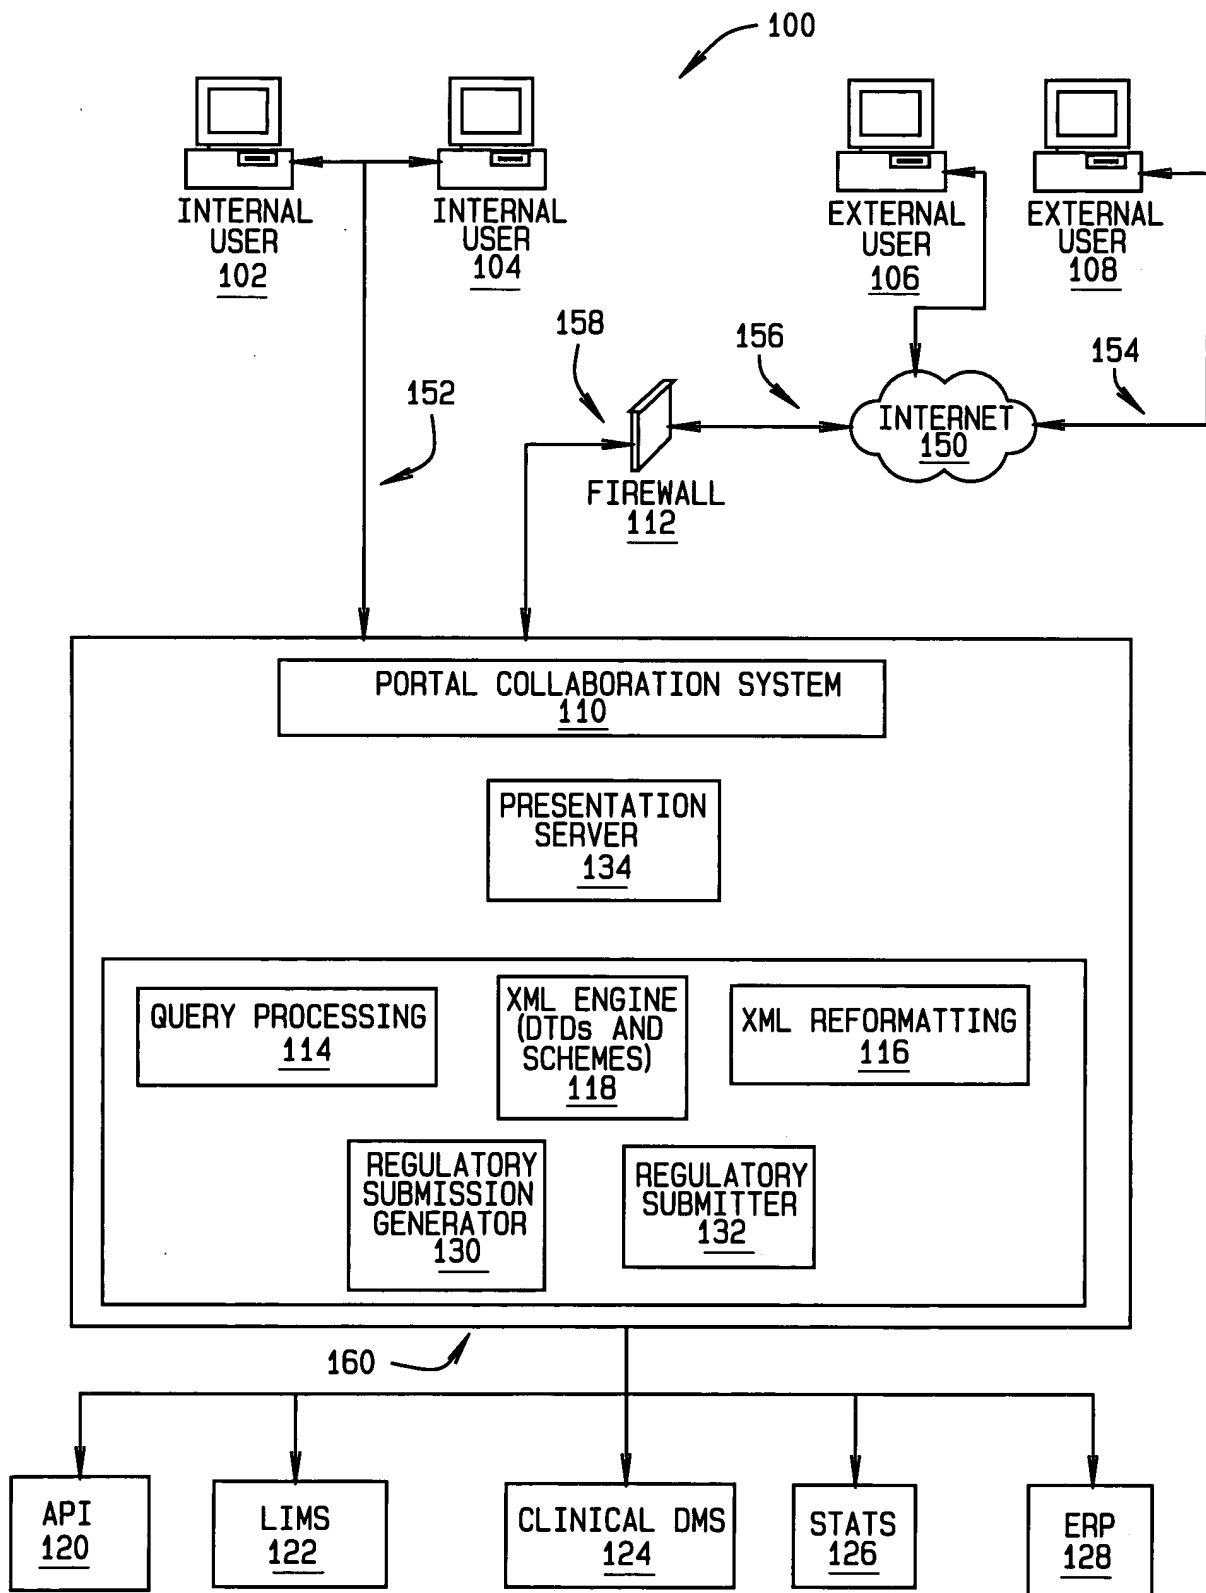 100
INTERNAL
USER
102
INTERNAL
USER
104
EXTERNAL
USER
106
EXTERNAL
USER
108
158
156
154
152
INTERNET
150
FIREWALL
112
PORTAL COLLABORATION SYSTEM
110
PRESENTATION
SERVER
134
QUERY PROCESSING
114
XML ENGINE
(DTDs AND
SCHEMES)
118
XML REFORMATTING
116
REGULATORY
SUBMISSION
GENERATOR
130
REGULATORY
SUBMITTER
132
160
API
120
LIMS
122
CLINICAL DMS
124
STATS
126
ERP
128